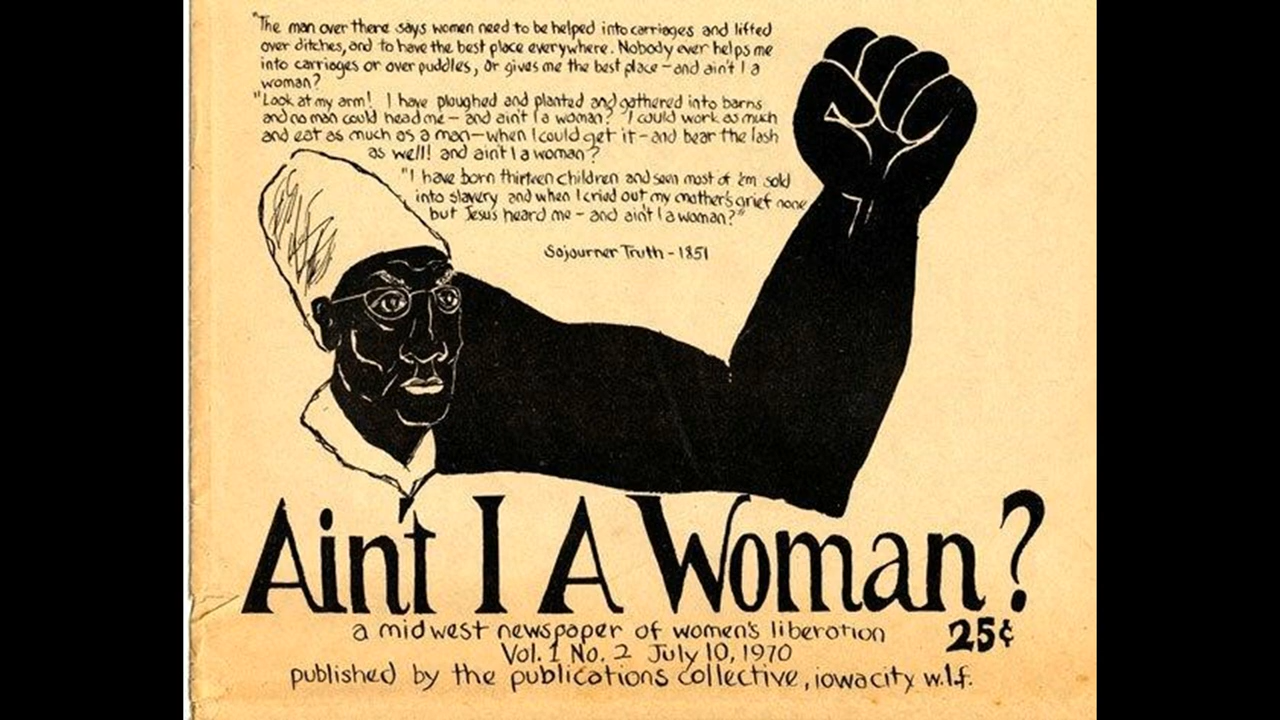 "The man over there says women need to be helped into carriages and lifted
over ditches, and to have the best place everywhere. Nobody ever helps me
into carriages or over puddles, or gives me the best place – and ain't I a
woman?
"Look at my arm! I have ploughed and planted and gathered into barns
and no man could head me – and ain't I a woman? I could work as much
and eat as much as a man – when I could get it – and bear the lash
as well! and ain't I a woman?
"I have born thirteen children and seen most of 'em sold
into slavery and when I cried out my mother's grief none
but Jesus heard me – and ain't I a woman?"
Sojourner Truth - 1851
Ain't I A Woman?
a midwest newspaper of women's liberation
25¢
Vol. 1 No. 2 July 10, 1970
published by the publications collective, iowa city w.l.f.